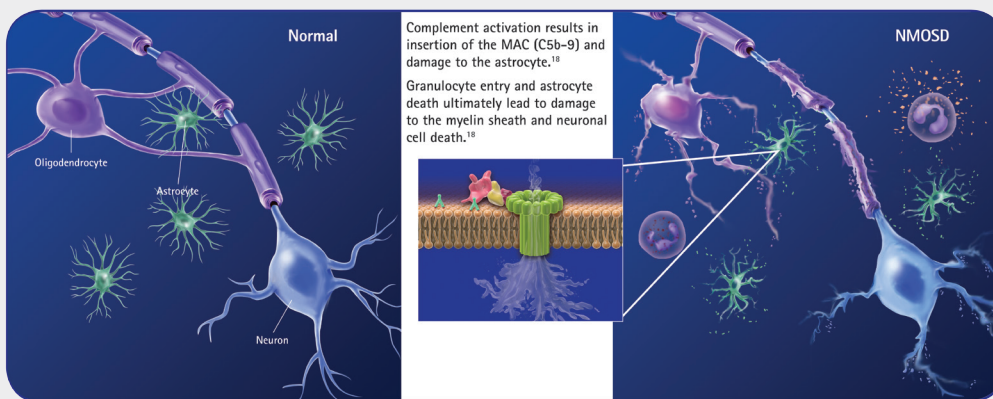 Normal
Oligodendrocyte
Astrocyte
Neuron
Complement activation results in
insertion of the MAC (C5b-9) and
damage to the astrocyte.18
Granulocyte entry and astrocyte
death ultimately lead to damage
to the myelin sheath and neuronal
cell death.18
NMOSD